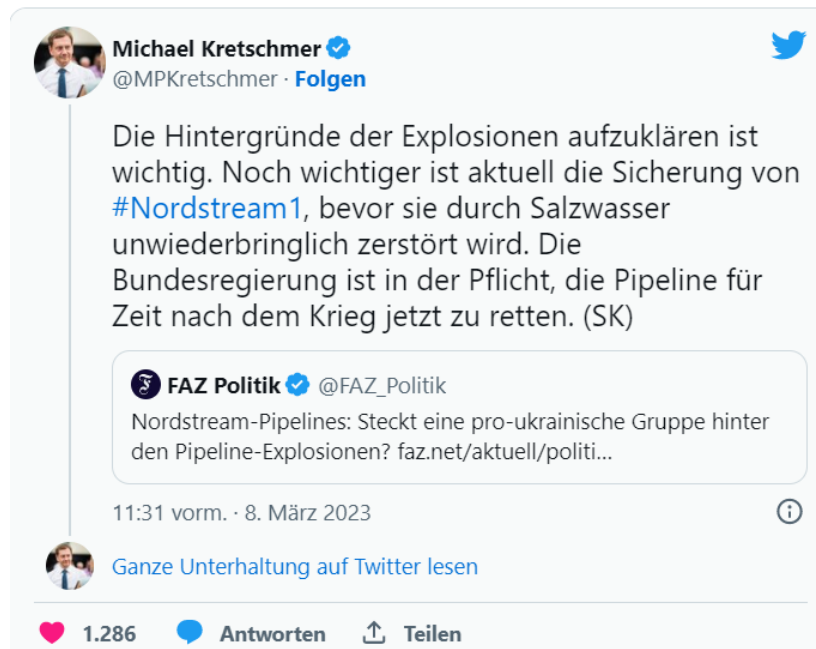 Michael Kretschmer
@MPKretschmer · Folgen
Die Hintergründe der Explosionen aufzuklären ist
wichtig. Noch wichtiger ist aktuell die Sicherung von
#Nordstream1, bevor sie durch Salzwasser
unwiederbringlich zerstört wird. Die
Bundesregierung ist in der Pflicht, die Pipeline für
Zeit nach dem Krieg jetzt zu retten. (SK)
FAZ Politik @FAZ_Politik
Nordstream-Pipelines: Steckt eine pro-ukrainische Gruppe hinter
den Pipeline-Explosionen? faz.net/aktuell/politi...
11:31 vorm. · 8. März 2023
Ganze Unterhaltung auf Twitter lesen
1.286 Antworten Teilen